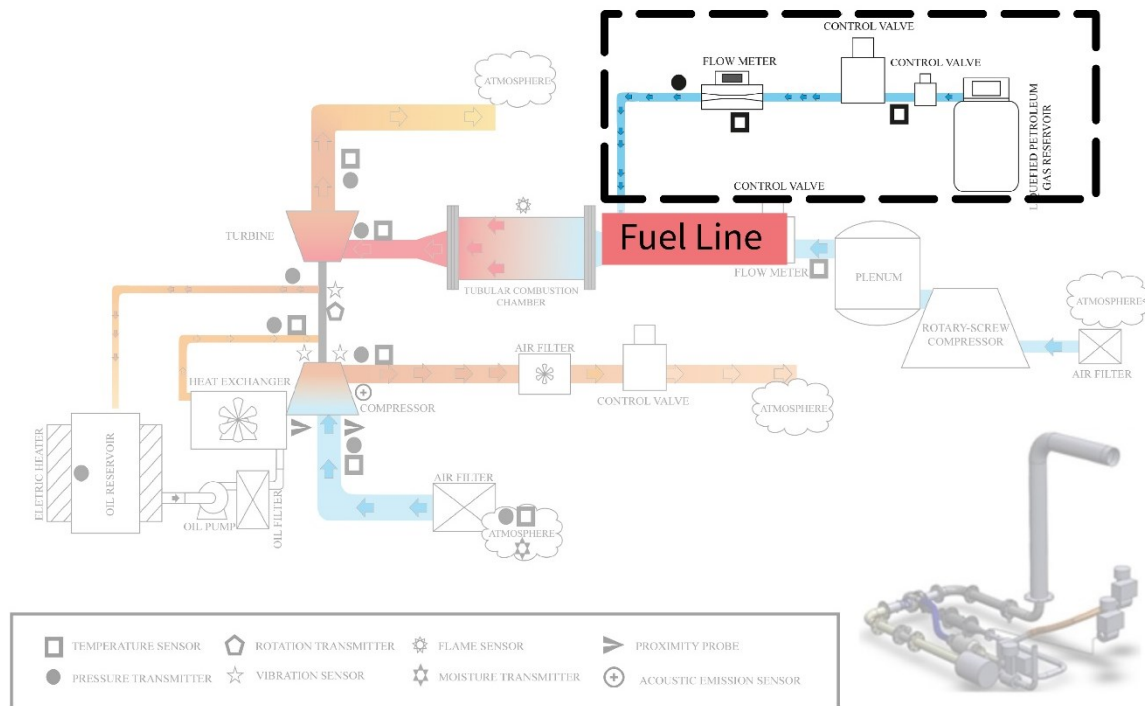 CONTROL VALVE
FLOW METER
CONTROL VALVE
LIQUEFIED PETROLEUM
GAS RESERVOIR
ATMOSPHERE
CONTROL VALVE
Fuel Line
TURBINE
FLOW METER
PLENUM
TUBULAR COMBUSTION
CHAMBER
ATMOSPHERE
ROTARY-SCREW
COMPRESSOR
AIR FILTER
AIR FILTER
HEAT EXCHANGER
COMPRESSOR
CONTROL VALVE
ATMOSPHERE
ELETRIC HEATER
OIL RESERVOIR
AIR FILTER
OIL PUMP
OIL FILTER
ATMOSPHERE
TEMPERATURE SENSOR
ROTATION TRANSMITTER
FLAME SENSOR
PROXIMITY PROBE
PRESSURE TRANSMITTER
VIBRATION SENSOR
MOISTURE TRANSMITTER
ACOUSTIC EMISSION SENSOR